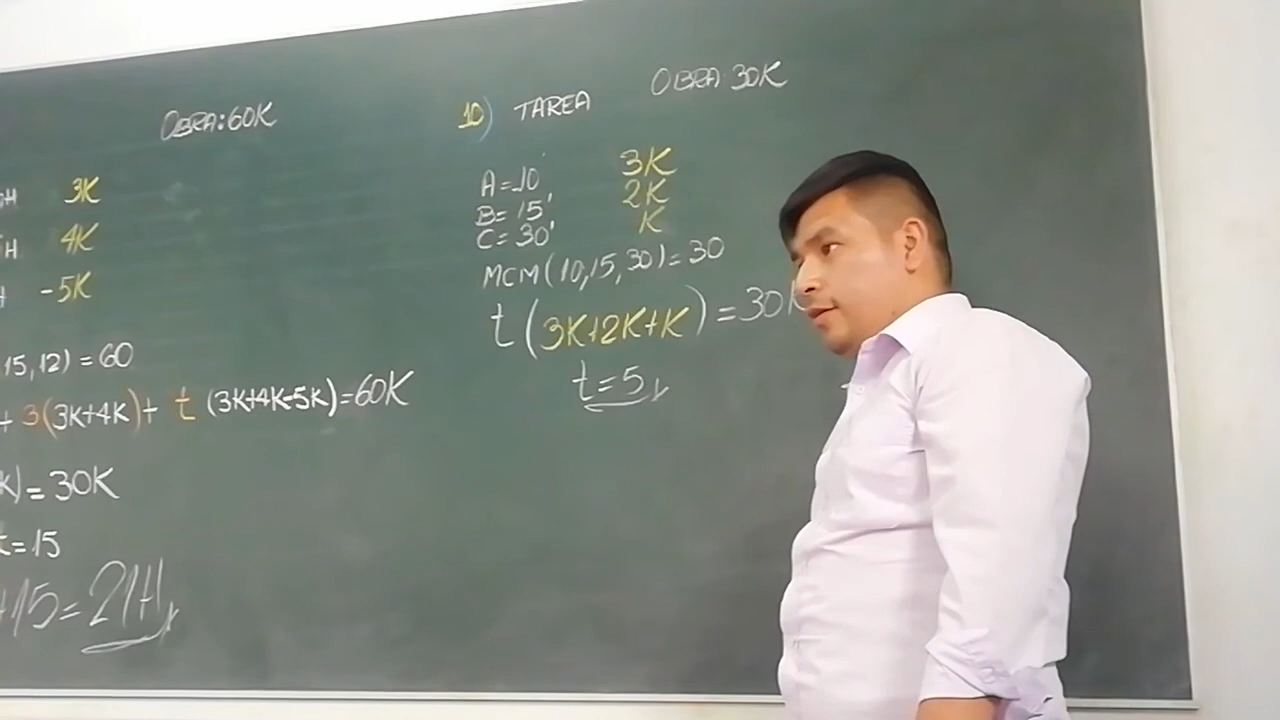 OBRA: 60K
H 3K
H 4K
H -5K
15, 12) = 60
+ 3(3K+4K)+ t (3K+4K-5K)=60K
K) = 30K
t=15
+15= 21H
10) TAREA OBRA: 30K
A=10' 3K
B= 15' 2K
C= 30' K
MCM(10,15,30)=30
t(3K+2K+K)=30K
t=5